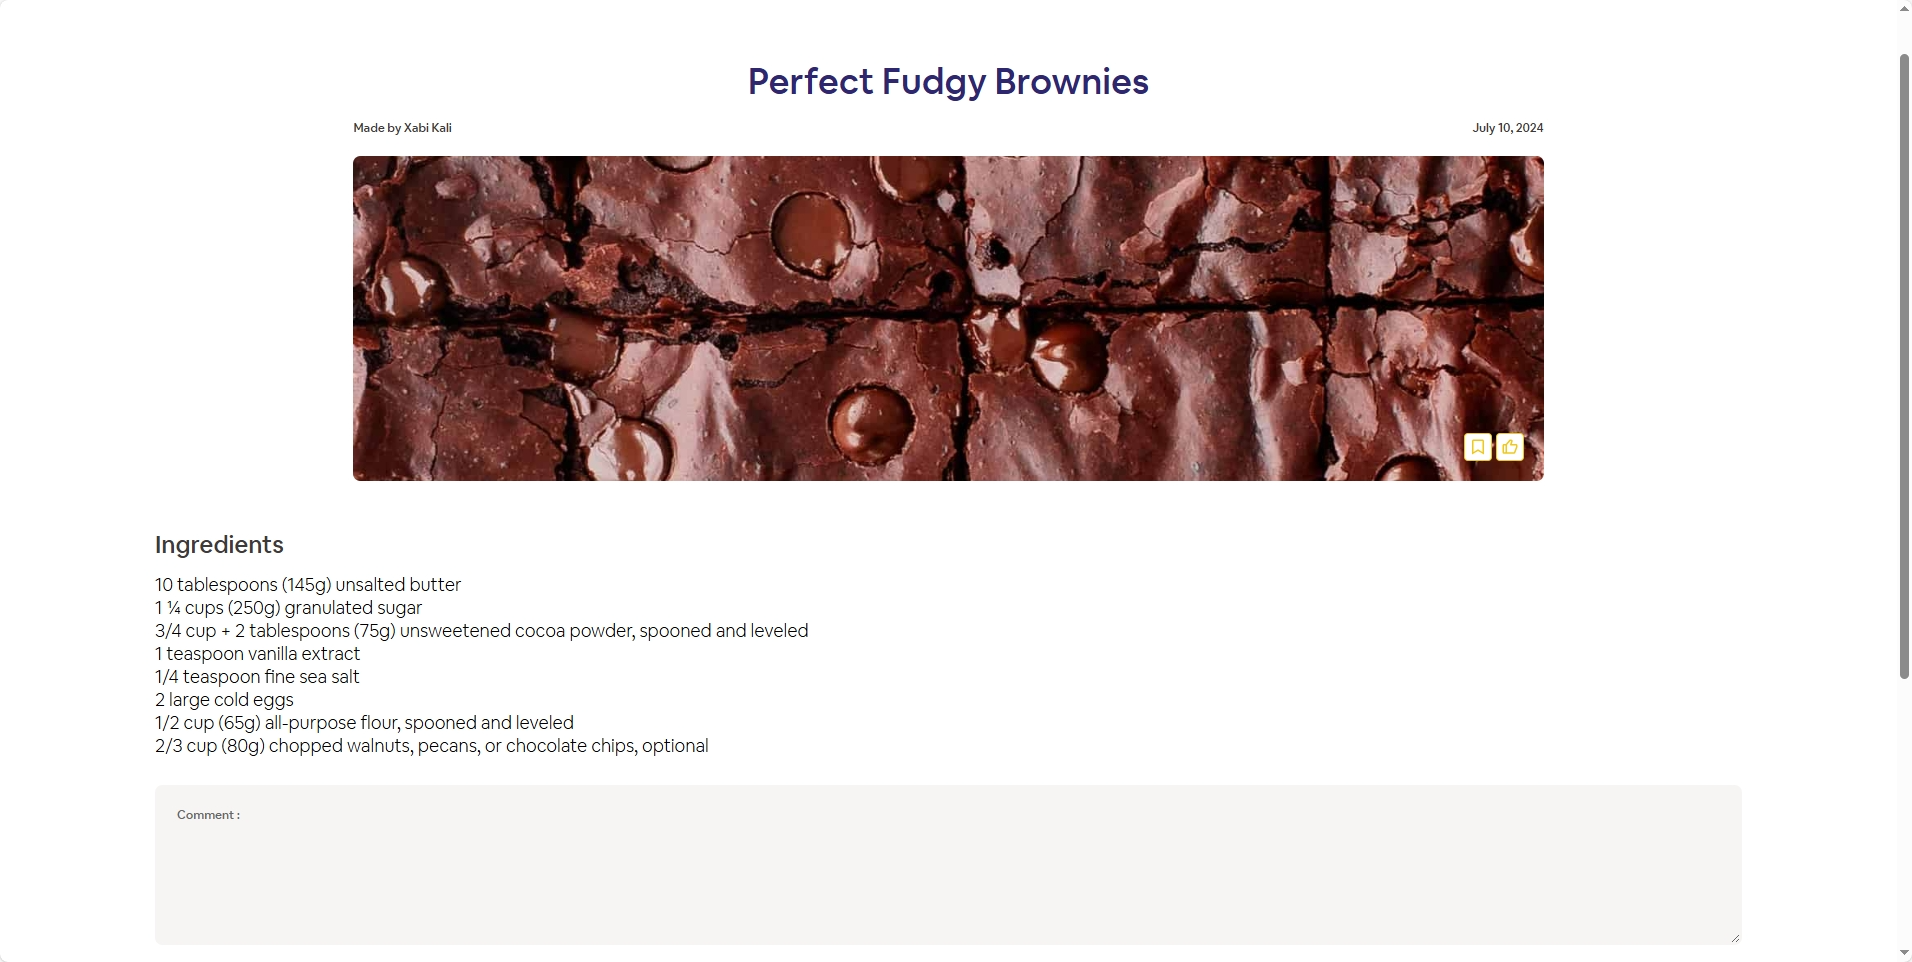 Perfect Fudgy Brownies
Made by Xabi Kali
July 10, 2024
Ingredients
10 tablespoons (145g) unsalted butter
1 ¼ cups (250g) granulated sugar
3/4 cup + 2 tablespoons (75g) unsweetened cocoa powder, spooned and leveled
1 teaspoon vanilla extract
1/4 teaspoon fine sea salt
2 large cold eggs
1/2 cup (65g) all-purpose flour, spooned and leveled
2/3 cup (80g) chopped walnuts, pecans, or chocolate chips, optional
Comment :